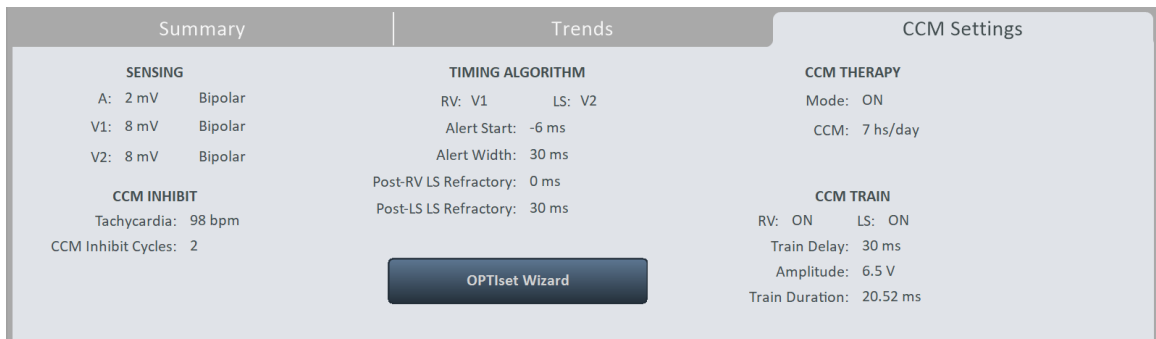 Summary
Trends
CCM Settings
SENSING
A: 2 mV Bipolar
V1: 8 mV Bipolar
V2: 8 mV Bipolar
CCM INHIBIT
Tachycardia: 98 bpm
CCM Inhibit Cycles: 2
TIMING ALGORITHM
RV: V1 LS: V2
Alert Start: -6 ms
Alert Width: 30 ms
Post-RV LS Refractory: 0 ms
Post-LS LS Refractory: 30 ms
OPTIset Wizard
CCM THERAPY
Mode: ON
CCM: 7 hs/day
CCM TRAIN
RV: ON LS: ON
Train Delay: 30 ms
Amplitude: 6.5 V
Train Duration: 20.52 ms